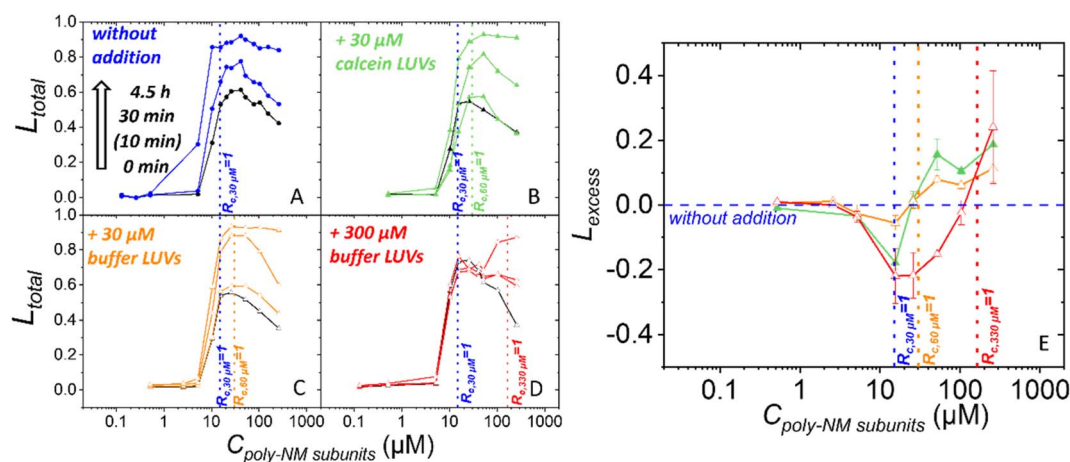 1.0
0.8
0.6
0.4
0.2
0.0
L_total
without
addition
4.5 h
30 min
(10 min)
0 min
R_c,30 µM=1
A
+ 30 µM
calcein LUVs
R_c,30 µM=1
R_c,60 µM=1
B
1.0
0.8
0.6
0.4
0.2
0.0
L_total
+ 30 µM
buffer LUVs
R_c,30 µM=1
R_c,60 µM=1
C
+ 300 µM
buffer LUVs
R_c,30 µM=1
R_c,330 µM=1
D
0.1 1 10 100 0.1 1 10 100 1000
C_poly-NM subunits (µM)
0.4
0.2
0.0
-0.2
-0.4
L_excess
without addition
R_c,30 µM=1
R_c,60 µM=1
R_c,330 µM=1
E
0.1 1 10 100 1000
C_poly-NM subunits (µM)